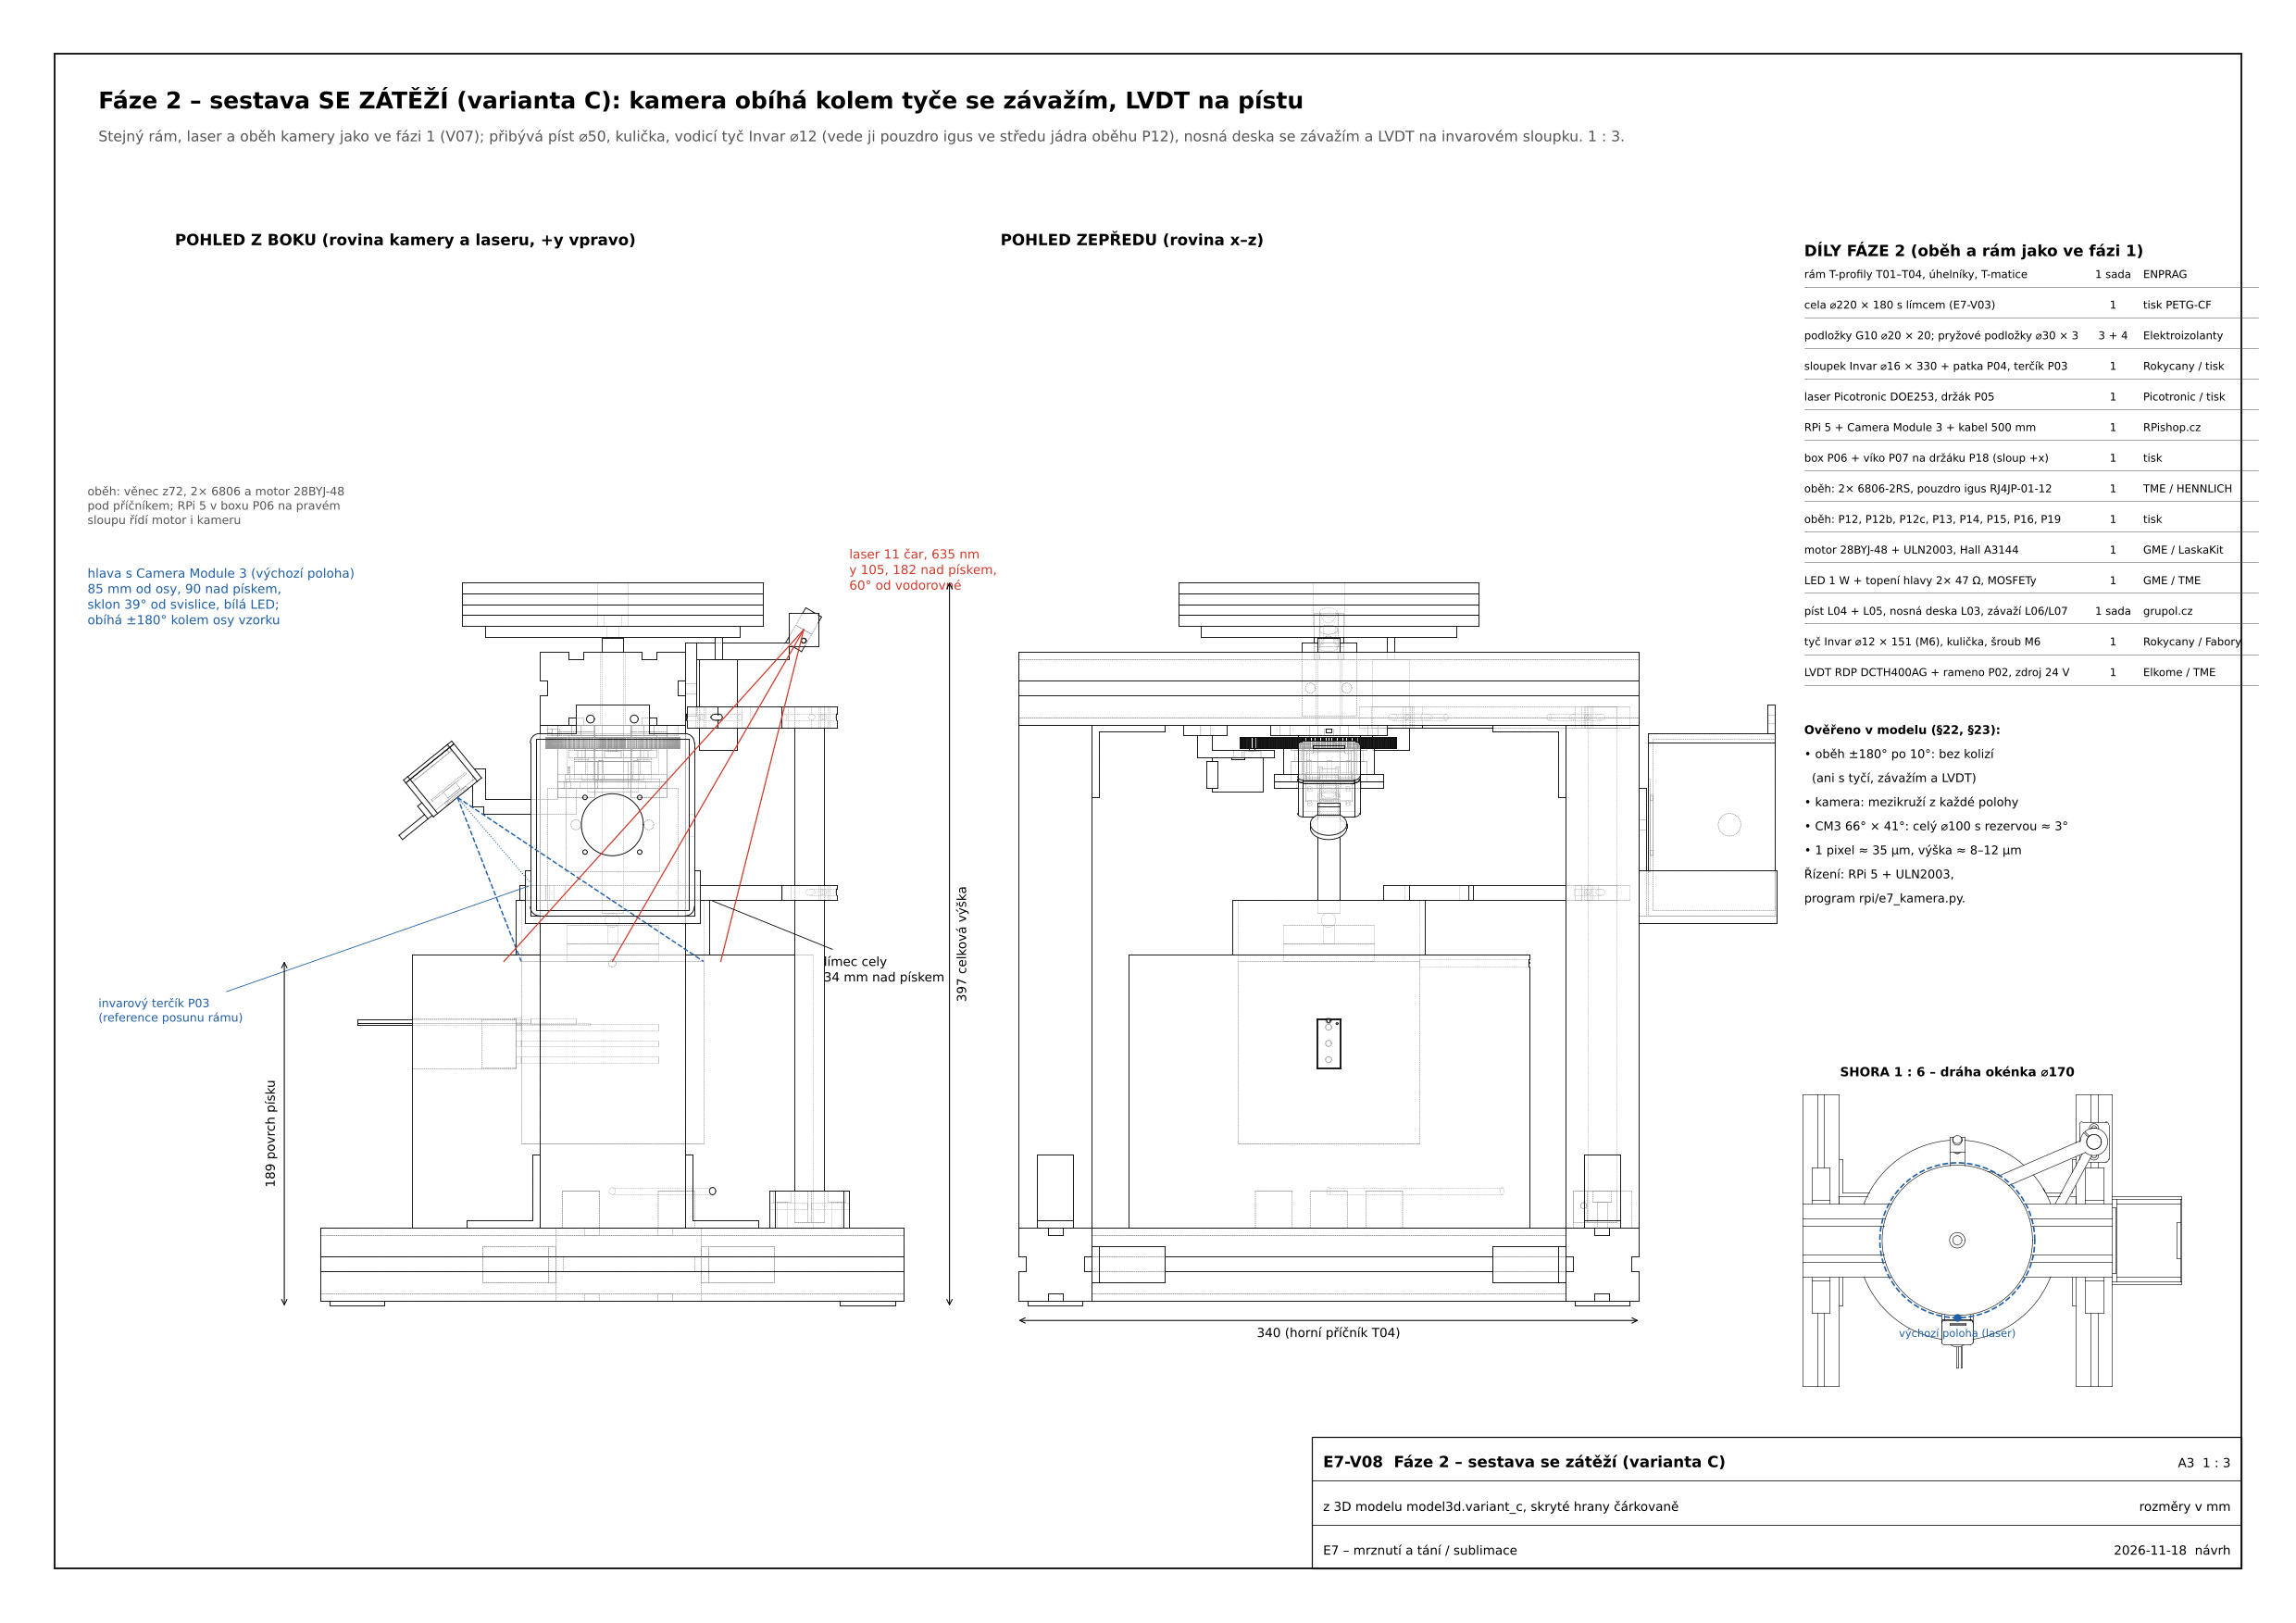 Fáze 2 – sestava SE ZÁTĚŽÍ (varianta C): kamera obíhá kolem tyče se závažím, LVDT na pístu
Stejný rám, laser a oběh kamery jako ve fázi 1 (V07); přibývá píst ⌀50, kulička, vodicí tyč Invar ⌀12 (vede ji pouzdro igus ve středu jádra oběhu P12), nosná deska se závažím a LVDT na invarovém sloupku. 1 : 3.
POHLED Z BOKU (rovina kamery a laseru, +y vpravo)
oběh: věnec z72, 2× 6806 a motor 28BYJ-48
pod příčníkem; RPi 5 v boxu P06 na pravém
sloupu řídí motor i kameru
hlava s Camera Module 3 (výchozí poloha)
85 mm od osy, 90 nad pískem,
sklon 39° od svislice, bílá LED;
obíhá ±180° kolem osy vzorku
laser 11 čar, 635 nm
y 105, 182 nad pískem,
60° od vodorovné
límec cely
34 mm nad pískem
invarový terčík P03
(reference posunu rámu)
189 povrch písku
397 celková výška
POHLED ZEPŘEDU (rovina x–z)
340 (horní příčník T04)
DÍLY FÁZE 2 (oběh a rám jako ve fázi 1)
rám T-profily T01–T04, úhelníky, T-matice 1 sada ENPRAG
cela ⌀220 × 180 s límcem (E7-V03) 1 tisk PETG-CF
podložky G10 ⌀20 × 20; pryžové podložky ⌀30 × 3 3 + 4 Elektroizolanty
sloupek Invar ⌀16 × 330 + patka P04, terčík P03 1 Rokycany / tisk
laser Picotronic DOE253, držák P05 1 Picotronic / tisk
RPi 5 + Camera Module 3 + kabel 500 mm 1 RPishop.cz
box P06 + víko P07 na držáku P18 (sloup +x) 1 tisk
oběh: 2× 6806-2RS, pouzdro igus RJ4JP-01-12 1 TME / HENNLICH
oběh: P12, P12b, P12c, P13, P14, P15, P16, P19 1 tisk
motor 28BYJ-48 + ULN2003, Hall A3144 1 GME / LaskaKit
LED 1 W + topení hlavy 2× 47 Ω, MOSFETy 1 GME / TME
píst L04 + L05, nosná deska L03, závaží L06/L07 1 sada grupol.cz
tyč Invar ⌀12 × 151 (M6), kulička, šroub M6 1 Rokycany / Fabory
LVDT RDP DCTH400AG + rameno P02, zdroj 24 V 1 Elkome / TME
Ověřeno v modelu (§22, §23):
• oběh ±180° po 10°: bez kolizí
(ani s tyčí, závažím a LVDT)
• kamera: mezikruží z každé polohy
• CM3 66° × 41°: celý ⌀100 s rezervou ≈ 3°
• 1 pixel ≈ 35 µm, výška ≈ 8–12 µm
Řízení: RPi 5 + ULN2003,
program rpi/e7_kamera.py.
SHORA 1 : 6 – dráha okénka ⌀170
výchozí poloha (laser)
E7-V08 Fáze 2 – sestava se zátěží (varianta C) A3 1 : 3
z 3D modelu model3d.variant_c, skryté hrany čárkovaně rozměry v mm
E7 – mrznutí a tání / sublimace 2026-11-18 návrh